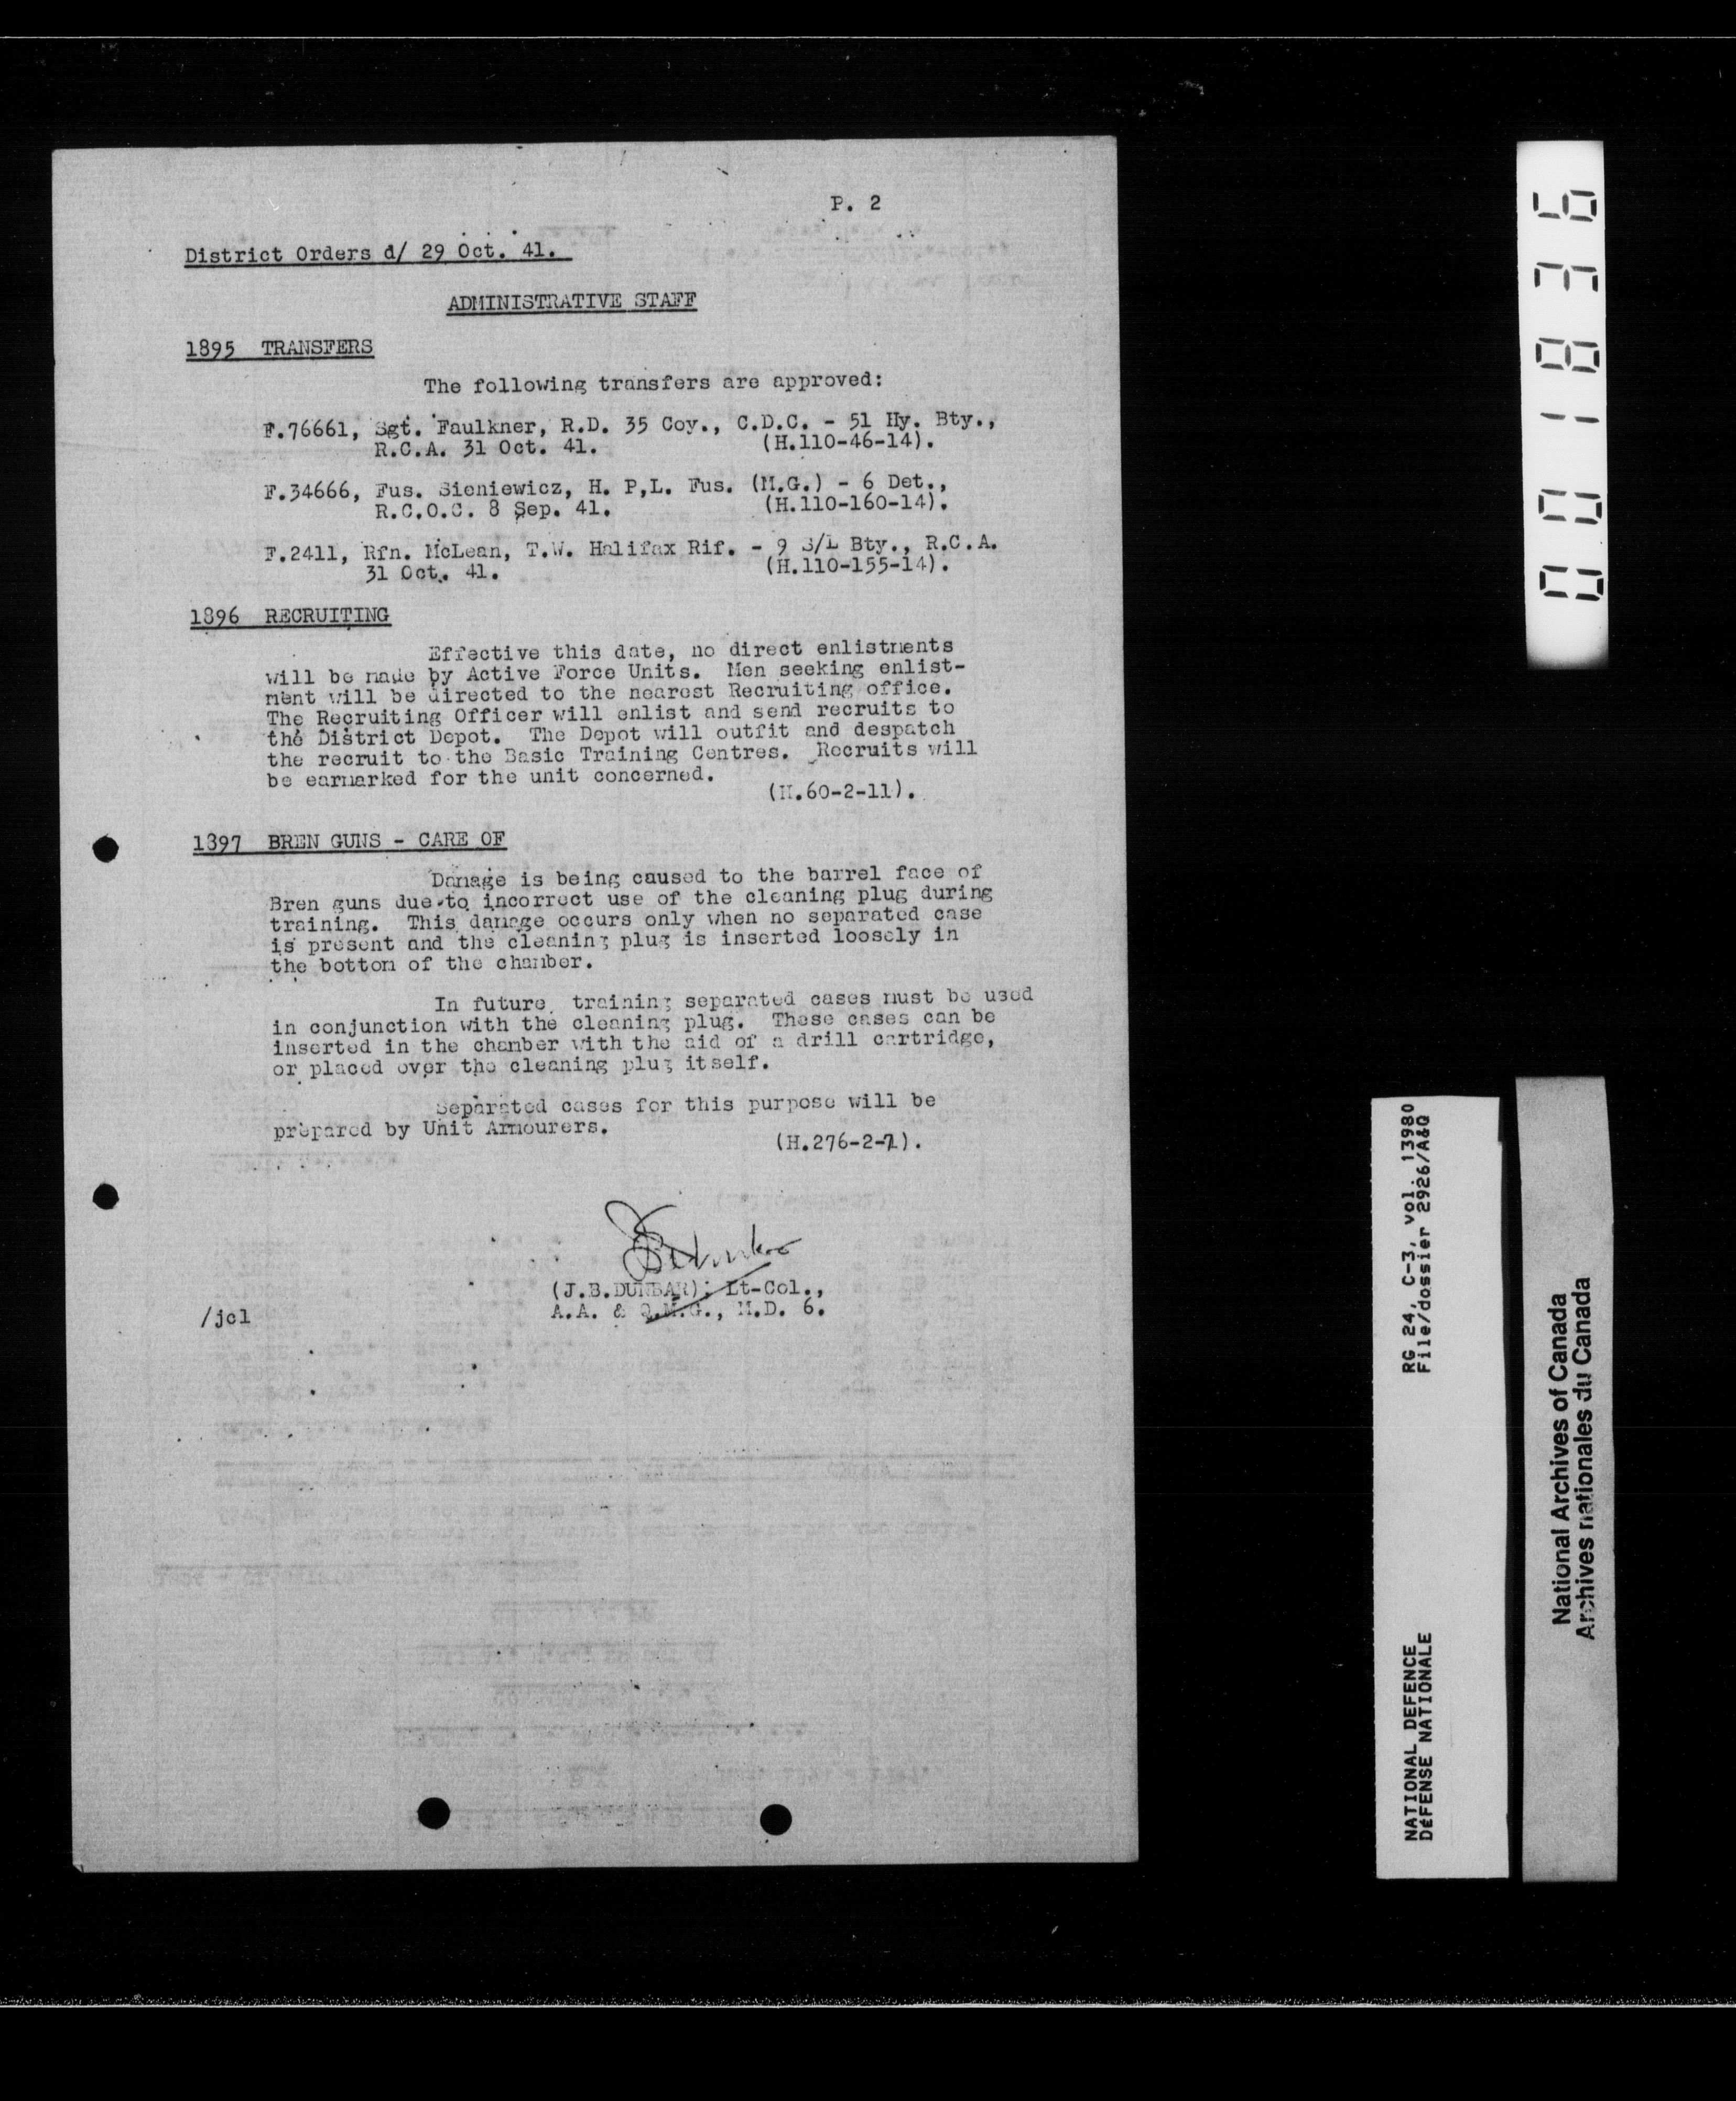 P. 2
District Orders d/ 29 Oct. 41.
ADMINISTRATIVE STAFF
1895 TRANSFERS
The following transfers are approved:
F.76661, Sgt. Faulkner, R.D. 35 Coy., C.D.C. - 51 Hy. Bty.,
R.C.A. 31 Oct. 41. (H.110-46-14).
F.34666, Fus. Sieniewicz, H. P,L. Fus. (M.G.) - 6 Det.,
R.C.O.C. 8 Sep. 41. (H.110-160-14).
F.2411, Rfn. McLean, T.W. Halifax Rif. - 9 S/L Bty., R.C.A.
31 Oct. 41. (H.110-155-14).
1896 RECRUITING
Effective this date, no direct enlistments
will be made by Active Force Units. Men seeking enlist-
ment will be directed to the nearest Recruiting office.
The Recruiting Officer will enlist and send recruits to
the District Depot. The Depot will outfit and despatch
the recruit to the Basic Training Centres. Recruits will
be earmarked for the unit concerned.
(H.60-2-11).
1897 BREN GUNS - CARE OF
Damage is being caused to the barrel face of
Bren guns due to incorrect use of the cleaning plug during
training. This damage occurs only when no separated case
is present and the cleaning plug is inserted loosely in
the bottom of the chamber.
In future, training separated cases must be used
in conjunction with the cleaning plug. These cases can be
inserted in the chamber with the aid of a drill cartridge,
or placed over the cleaning plug itself.
Separated cases for this purpose will be
prepared by Unit Armourers.
(H.276-2-1).
(J.B.DUNBAR): Lt-Col.,
A.A. & Q.M.G., M.D. 6.
/jcl
001836
RG 24, C-3, vol. 13980
File/dossier 2926/A&Q
NATIONAL DEFENCE
DéFENSE NATIONALE
National Archives of Canada
Archives nationales du Canada